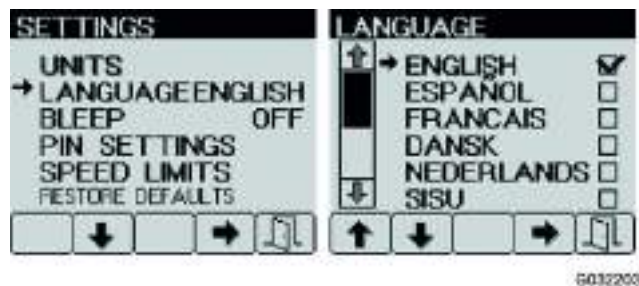 SETTINGS
UNITS
LANGUAGE ENGLISH
BLEEP OFF
PIN SETTINGS
SPEED LIMITS
RESTORE DEFAULTS
LANGUAGE
ENGLISH
ESPAÑOL
FRANCAIS
DANSK
NEDERLANDS
SISU
G032202